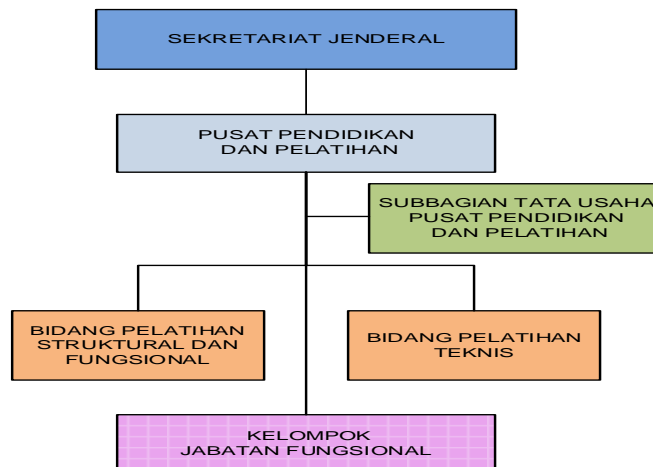 SEKRETARIAT JENDERAL
PUSAT PENDIDIKAN
DAN PELATIHAN
SUBBAGIAN TATA USAHA
PUSAT PENDIDIKAN
DAN PELATIHAN
BIDANG PELATIHAN
STRUKTURAL DAN
FUNGSIONAL
BIDANG PELATIHAN
TEKNIS
KELOMPOK
JABATAN FUNGSIONAL